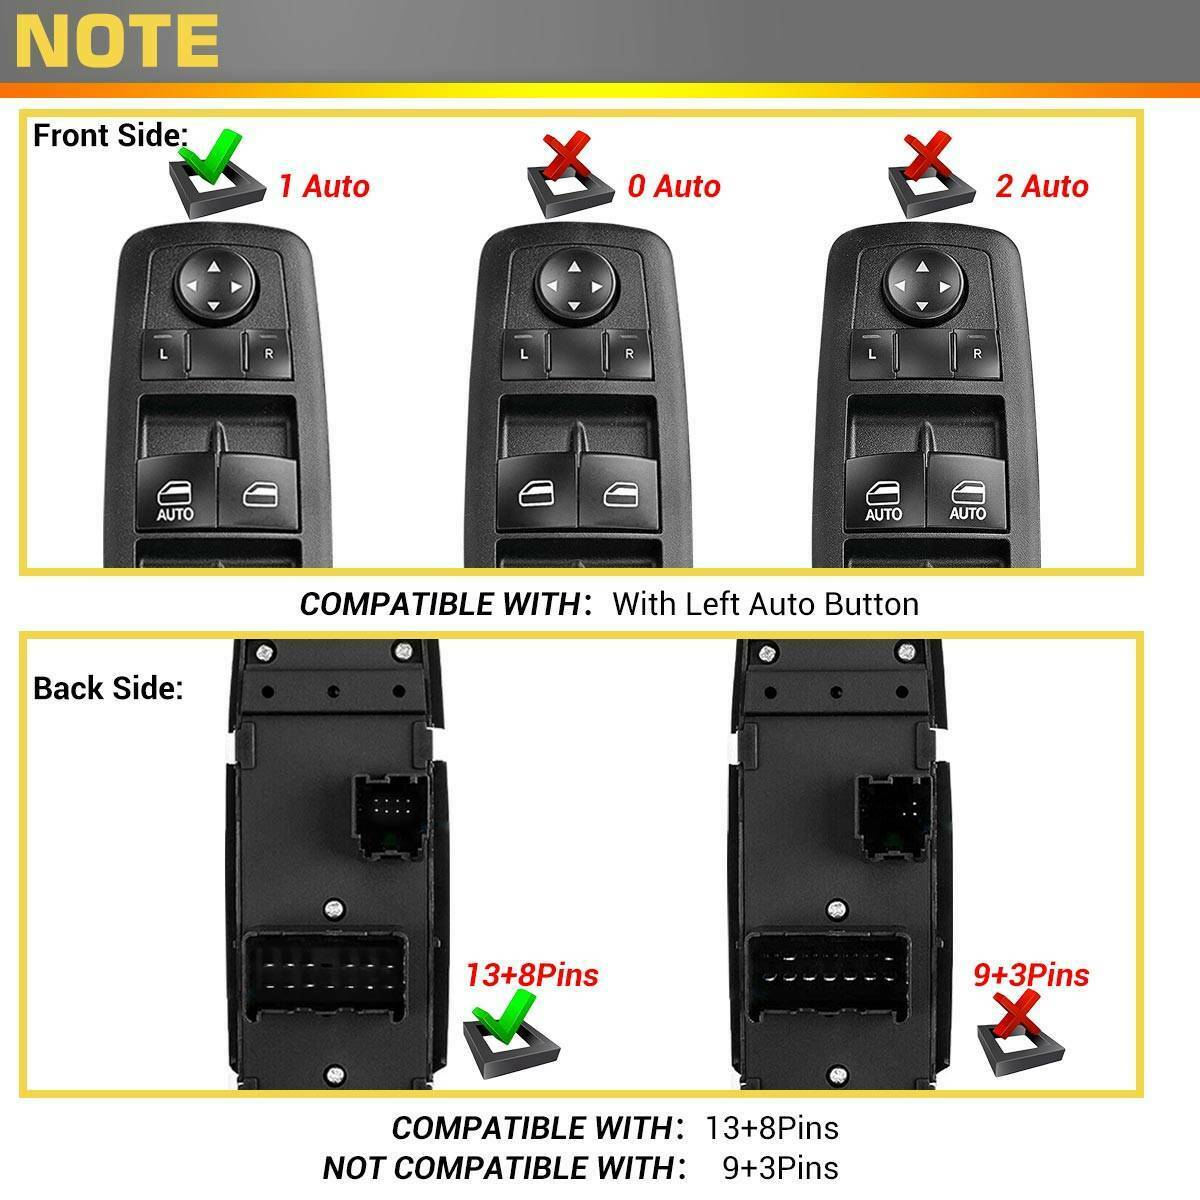 NOTE
Front Side:
1 Auto
0 Auto
2 Auto
L R
L R
L R
AUTO
AUTO AUTO
COMPATIBLE WITH: With Left Auto Button
Back Side:
13+8Pins
9+3Pins
COMPATIBLE WITH: 13+8Pins
NOT COMPATIBLE WITH: 9+3Pins